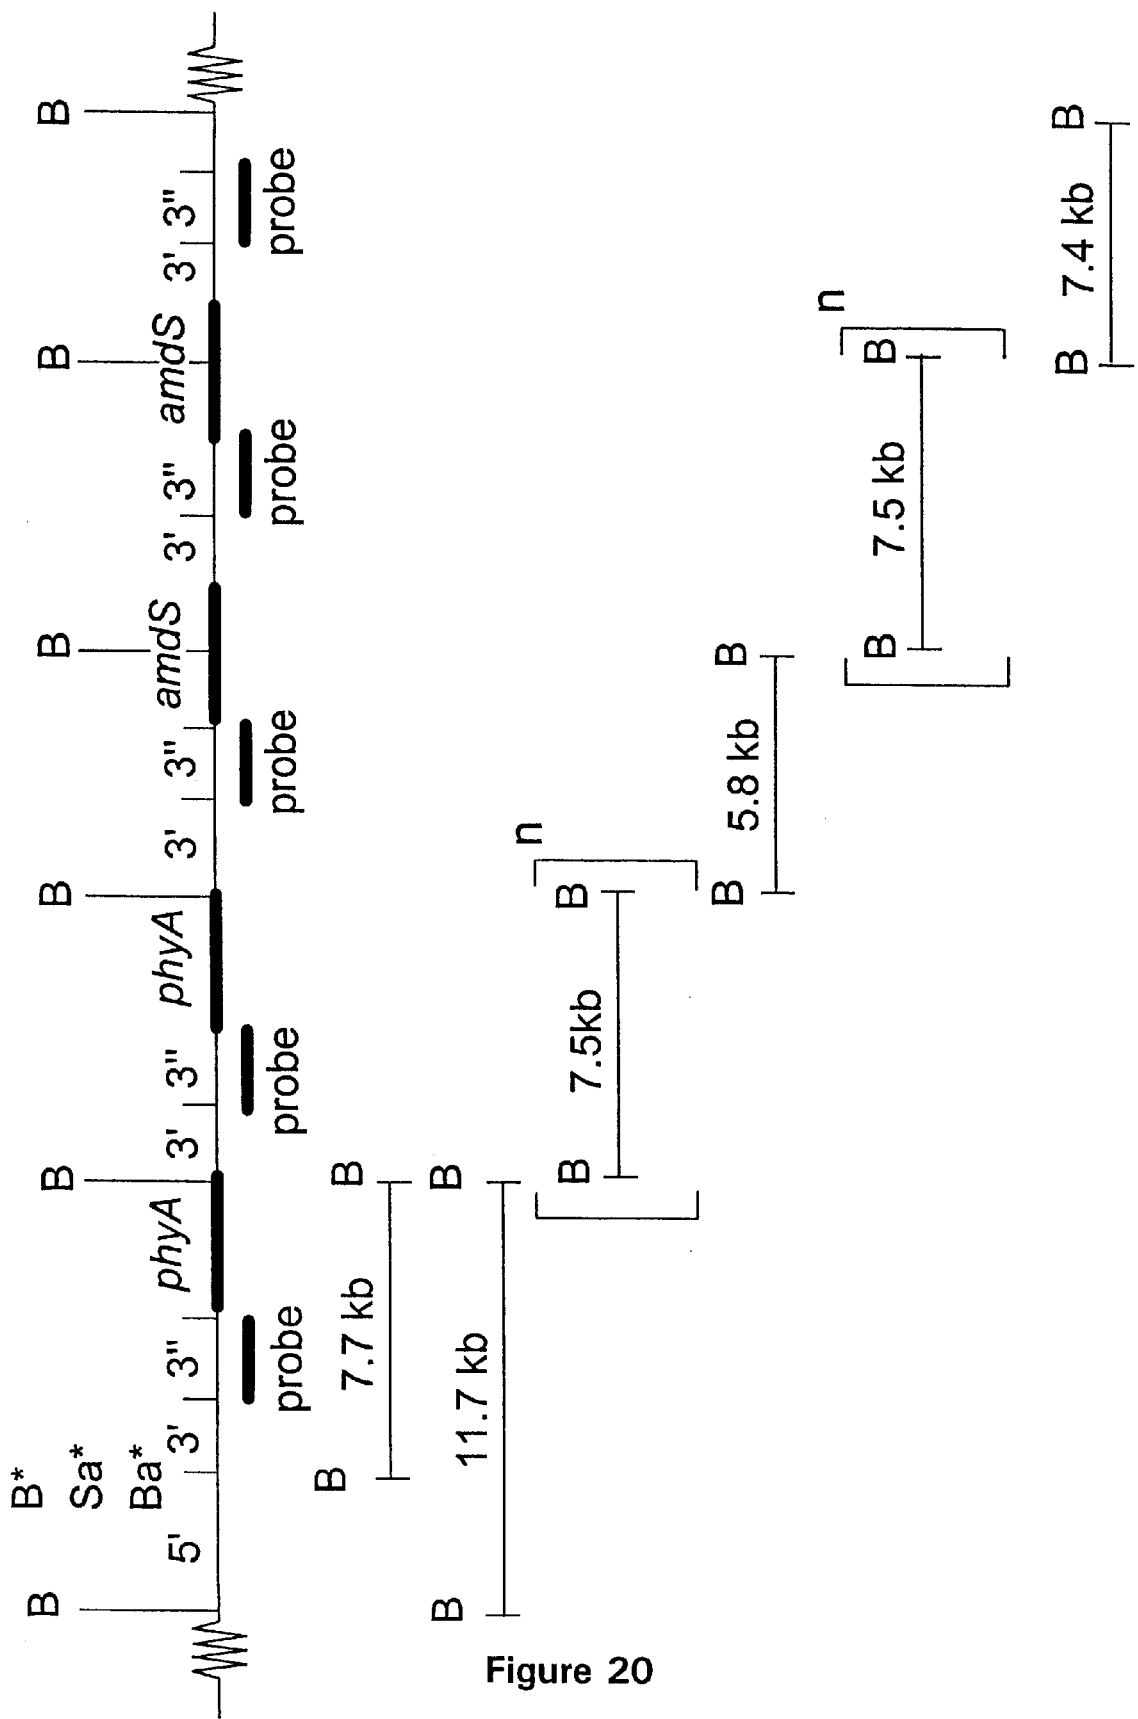 B B* B B B B B
Sa*
Ba*
5' 3' 3" phyA 3' 3" phyA 3' 3" amdS 3' 3" amdS 3' 3"
probe probe probe probe probe
B 7.7 kb B
B 11.7 kb B
B 7.5kb B n
B 5.8 kb B
B 7.5 kb B n
B 7.4 kb B
Figure 20